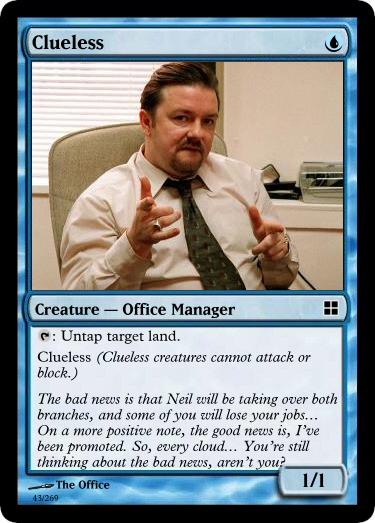 Clueless
Creature — Office Manager
: Untap target land.
Clueless (Clueless creatures cannot attack or
block.)
The bad news is that Neil will be taking over both
branches, and some of you will lose your jobs...
On a more positive note, the good news is, I've
been promoted. So, every cloud... You're still
thinking about the bad news, aren't you?
1/1
The Office
43/269